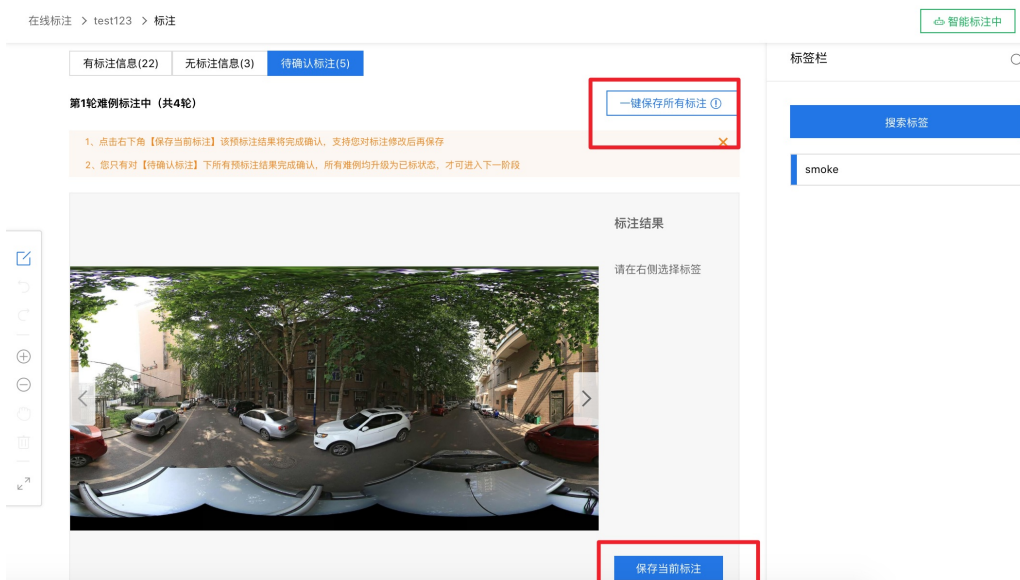 在线标注 > test123 > 标注
智能标注中
有标注信息(22) 无标注信息(3) 待确认标注(5)
标签栏
第1轮难例标注中（共4轮）
一键保存所有标注
搜索标签
1、点击右下角【保存当前标注】该预标注结果将完成确认，支持您对标注修改后再保存
2、您只有对【待确认标注】下所有预标注结果完成确认，所有难例均升级为已标状态，才可进入下一阶段
smoke
标注结果
请在右侧选择标签
保存当前标注